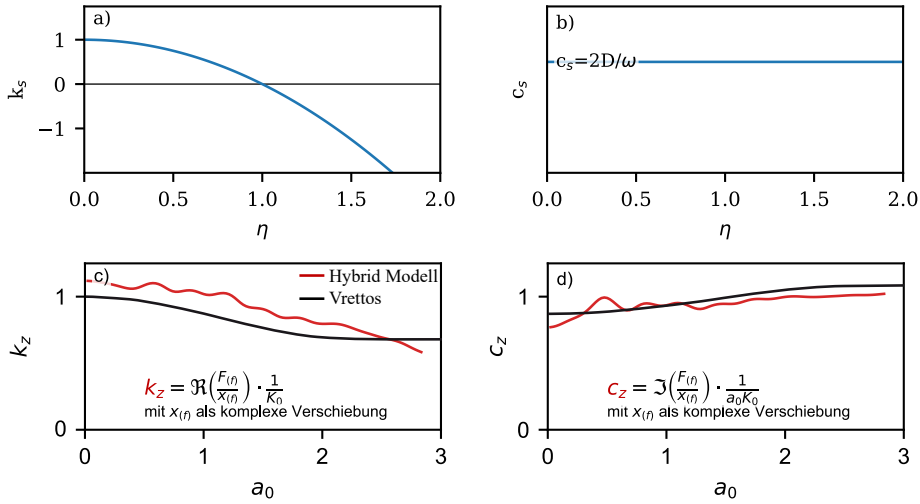 a)
1
0
−1
k_s
0.0 0.5 1.0 1.5 2.0
η
b)
c_s=2D/ω
c_s
0.0 0.5 1.0 1.5 2.0
η
c)
Hybrid Modell
Vrettos
1
0
k_z
k_z = ℜ(F_(f)/x_(f)) · 1/K_0
mit x_(f) als komplexe Verschiebung
0 1 2 3
a_0
d)
1
0
c_z
c_z = ℑ(F_(f)/x_(f)) · 1/a_0K_0
mit x_(f) als komplexe Verschiebung
0 1 2 3
a_0